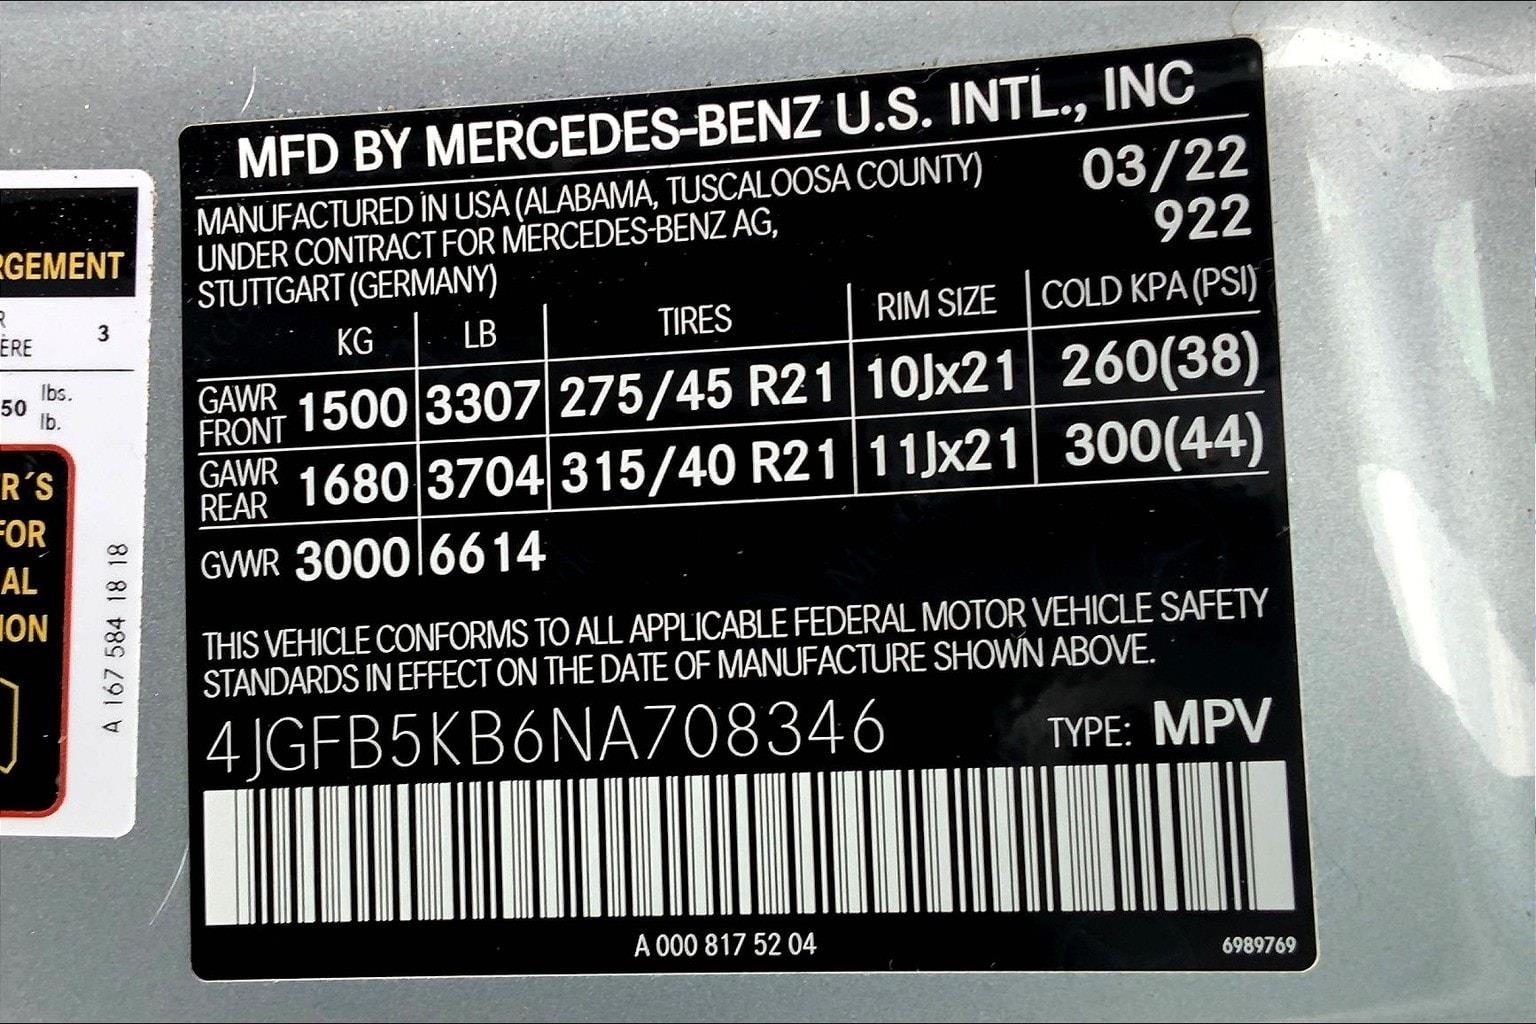 RGEMENT
R
ÈRE
3
50
lbs.
lb.
R´S
FOR
AL
ION
A 167 584 18 18
MFD BY MERCEDES-BENZ U.S. INTL., INC
MANUFACTURED IN USA (ALABAMA, TUSCALOOSA COUNTY) 03/22
UNDER CONTRACT FOR MERCEDES-BENZ AG, 922
STUTTGART (GERMANY)
KG LB TIRES RIM SIZE COLD KPA (PSI)
GAWR FRONT 1500 3307 275/45 R21 10Jx21 260(38)
GAWR REAR 1680 3704 315/40 R21 11Jx21 300(44)
GVWR 3000 6614
THIS VEHICLE CONFORMS TO ALL APPLICABLE FEDERAL MOTOR VEHICLE SAFETY
STANDARDS IN EFFECT ON THE DATE OF MANUFACTURE SHOWN ABOVE.
4JGFB5KB6NA708346 TYPE: MPV
A 000 817 52 04 6989769